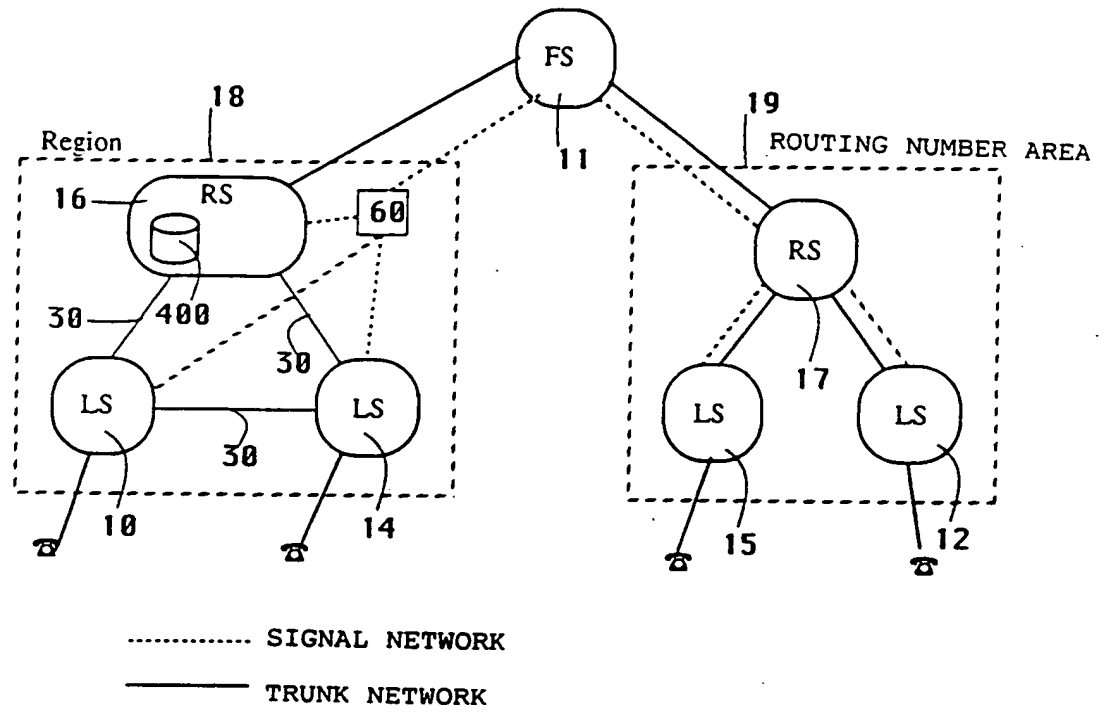 FS
18
19
Region
11
ROUTING NUMBER AREA
16
RS
60
RS
30
400
30
17
LS
LS
LS
LS
30
10
14
15
12
SIGNAL NETWORK
TRUNK NETWORK